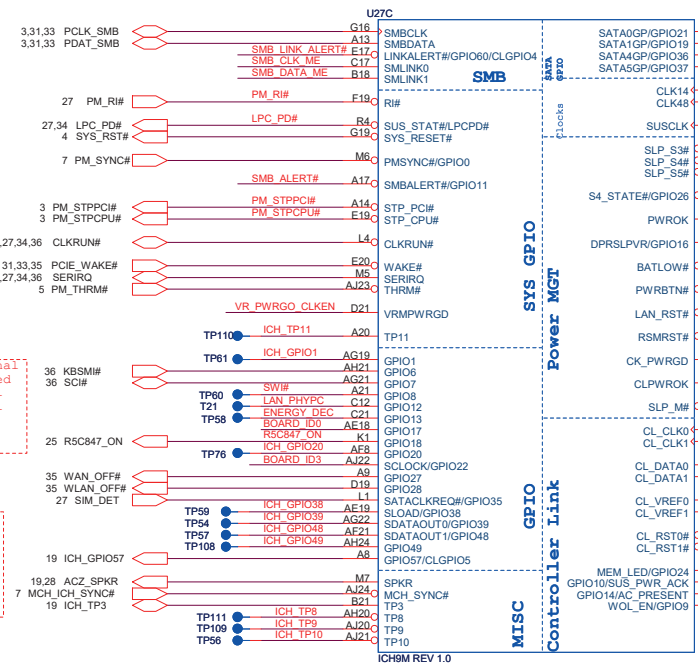 U27C
3,31,33 PCLK_SMB G16 SMBCLK SATA0GP/GPIO21
3,31,33 PDAT_SMB A13 SMBDATA SATA1GP/GPIO19
SMB_LINK_ALERT# E17 LINKALERT#/GPIO60/CLGPIO4 SATA4GP/GPIO36
SMB_CLK_ME C17 SMLINK0 SATA5GP/GPIO37
SMB_DATA_ME B18 SMLINK1
SMB
SATA
GPIO
CLK14
27 PM_RI# PM_RI# F19 RI# CLK48
Clocks
27,34 LPC_PD# LPC_PD# R4 SUS_STAT#/LPCPD# SUSCLK
4 SYS_RST# G19 SYS_RESET#
SLP_S3#
7 PM_SYNC# M6 PMSYNC#/GPIO0 SLP_S4#
SLP_S5#
SMB_ALERT# A17 SMBALERT#/GPIO11
S4_STATE#/GPIO26
3 PM_STPPCI# PM_STPPCI# A14 STP_PCI#
3 PM_STPCPU# PM_STPCPU# E19 STP_CPU# PWROK
,27,34,36 CLKRUN# L4 CLKRUN# DPRSLPVR/GPIO16
31,33,35 PCIE_WAKE# E20 WAKE# BATLOW#
,27,34,36 SERIRQ M5 SERIRQ
5 PM_THRM# AJ23 THRM# PWRBTN#
SYS GPIO
Power MGT
VR_PWRGO_CLKEN D21 VRMPWRGD LAN_RST#
TP110 ICH_TP11 A20 TP11 RSMRST#
TP61 ICH_GPIO1 AG19 GPIO1 CK_PWRGD
36 KBSMI# AH21 GPIO6
36 SCI# AG21 GPIO7 CLPWROK
TP60 SWI# A21 GPIO8
T21 LAN_PHYPC C12 GPIO12 SLP_M#
TP58 ENERGY_DEC C21 GPIO13
BOARD_ID0 AE18 GPIO17 CL_CLK0
25 R5C847_ON R5C847_ON K1 GPIO18 CL_CLK1
TP76 ICH_GPIO20 AF8 GPIO20
BOARD_ID3 AJ22 SCLOCK/GPIO22 CL_DATA0
35 WAN_OFF# A9 GPIO27 CL_DATA1
35 WLAN_OFF# D19 GPIO28
27 SIM_DET L1 SATACLKREQ#/GPIO35 CL_VREF0
TP59 ICH_GPIO38 AE19 SLOAD/GPIO38 CL_VREF1
TP54 ICH_GPIO39 AG22 SDATAOUT0/GPIO39
TP57 ICH_GPIO48 AF21 SDATAOUT1/GPIO48 CL_RST0#
TP108 ICH_GPIO49 AH24 GPIO49 CL_RST1#
19 ICH_GPIO57 A8 GPIO57/CLGPIO5
GPIO
Controller Link
MEM_LED/GPIO24
19,28 ACZ_SPKR M7 SPKR GPIO10/SUS_PWR_ACK
7 MCH_ICH_SYNC# AJ24 MCH_SYNC# GPIO14/AC_PRESENT
19 ICH_TP3 B21 TP3 WOL_EN/GPIO9
TP111 ICH_TP8 AH20 TP8
TP109 ICH_TP9 AJ20 TP9
TP56 ICH_TP10 AJ21 TP10
MISC
ICH9M REV 1.0